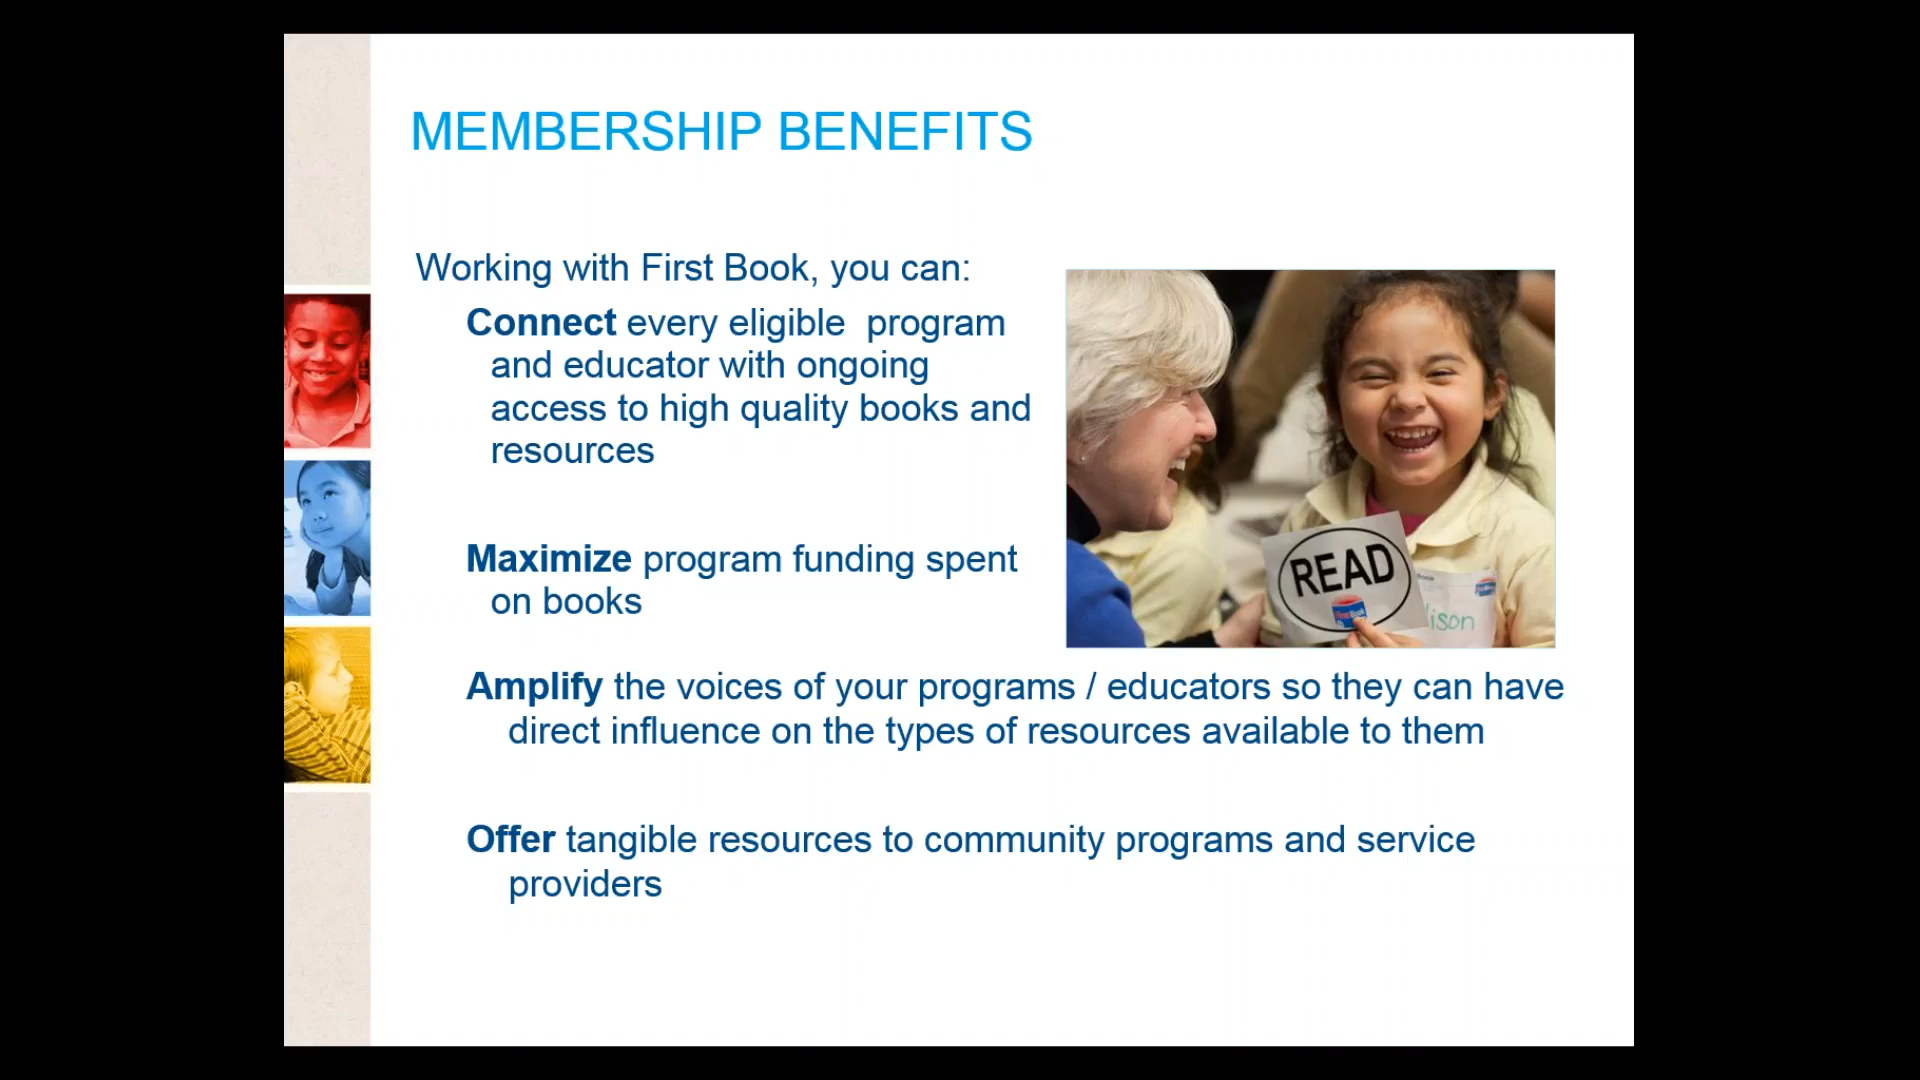 MEMBERSHIP BENEFITS
Working with First Book, you can:
Connect every eligible program
and educator with ongoing
access to high quality books and
resources
Maximize program funding spent
on books
READ
ison
Amplify the voices of your programs / educators so they can have
direct influence on the types of resources available to them
Offer tangible resources to community programs and service
providers